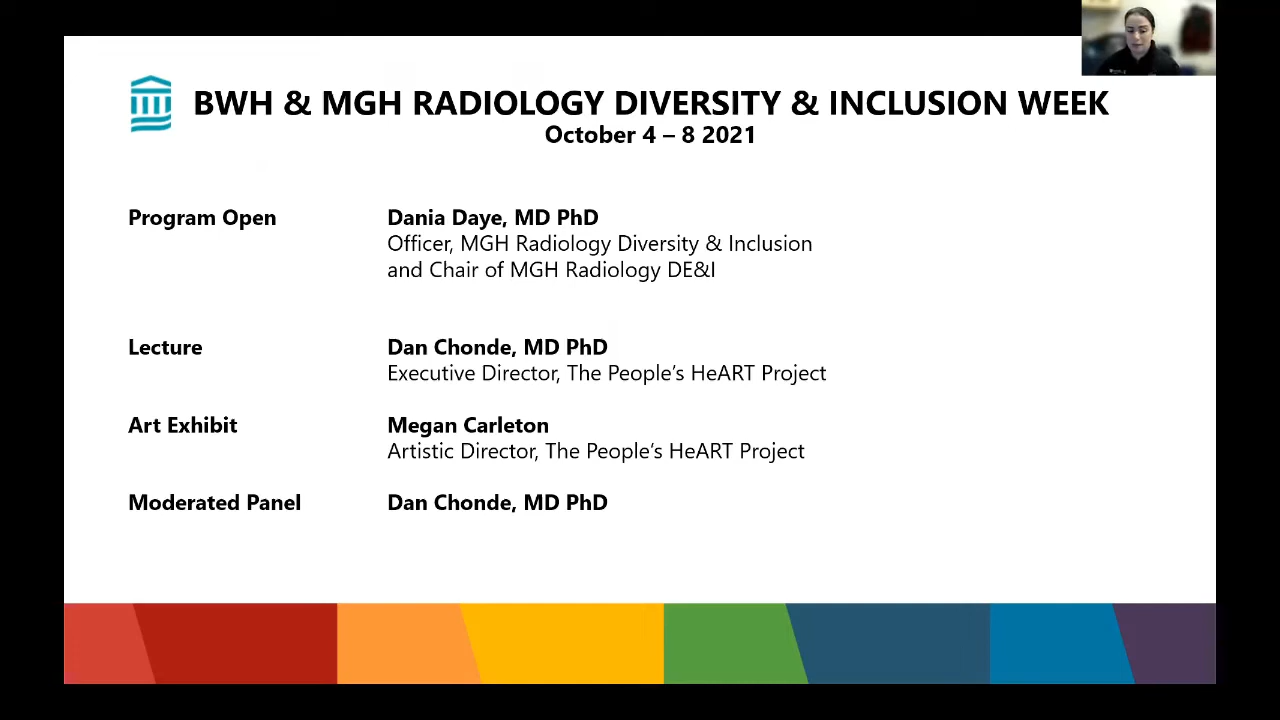 BWH & MGH RADIOLOGY DIVERSITY & INCLUSION WEEK
October 4 – 8 2021
Program Open
Dania Daye, MD PhD
Officer, MGH Radiology Diversity & Inclusion
and Chair of MGH Radiology DE&I
Lecture
Dan Chonde, MD PhD
Executive Director, The People’s HeART Project
Art Exhibit
Megan Carleton
Artistic Director, The People’s HeART Project
Moderated Panel
Dan Chonde, MD PhD